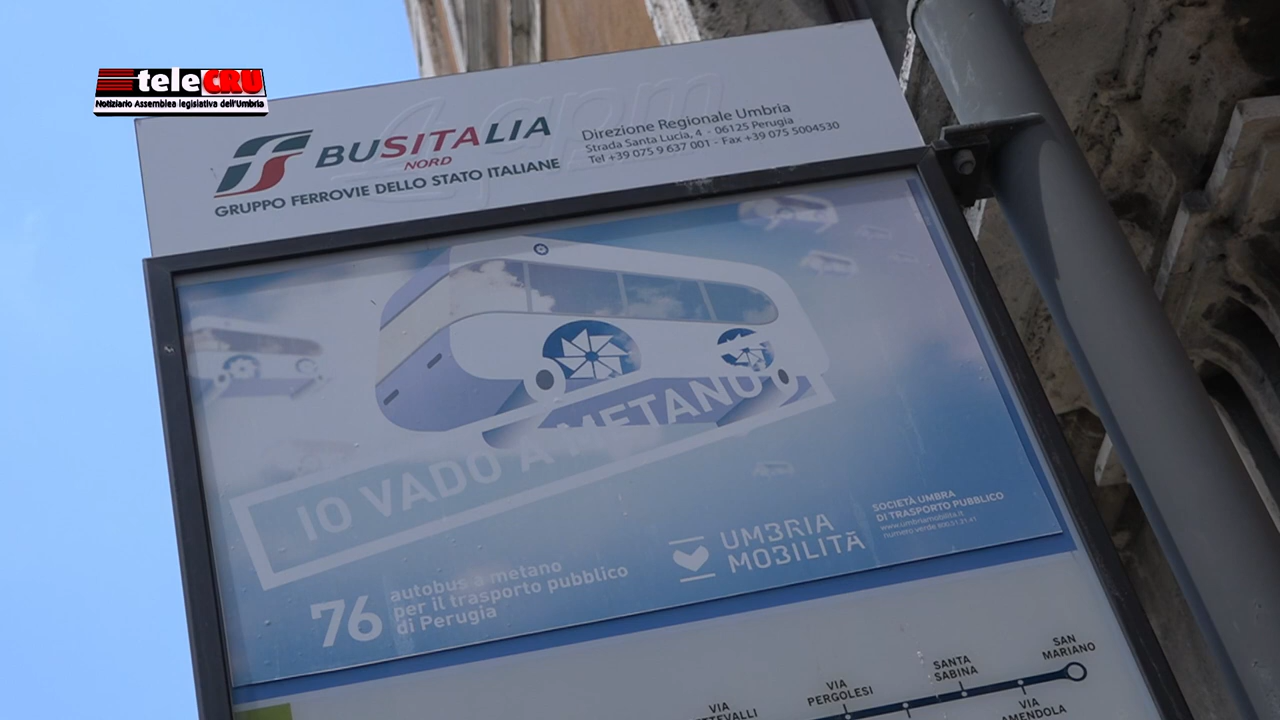 teleCRU
Notiziario Assemblea legislativa dell'Umbria
apm
BUSITALIA
NORD
GRUPPO FERROVIE DELLO STATO ITALIANE
Direzione Regionale Umbria
Strada Santa Lucia, 4 - 06125 Perugia
Tel +39 075 9 637 001 - Fax +39 075 5004530
IO VADO A METANO
76
autobus a metano
per il trasporto pubblico
di Perugia
UMBRIA
MOBILITÀ
SOCIETÀ UMBRA
DI TRASPORTO PUBBLICO
www.umbriamobilita.it
numero verde 800.51.21.41
SAN
MARIANO
SANTA
SABINA
VIA
PERGOLESI
VIA
VIA
AMENDOLA